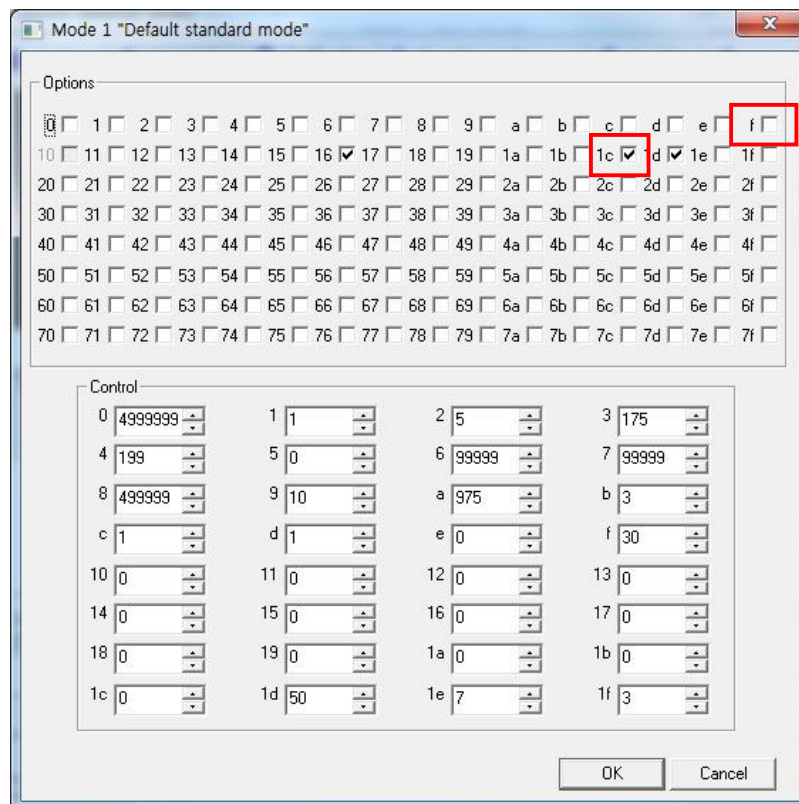 Mode 1 "Default standard mode"
Options
0 1 2 3 4 5 6 7 8 9 a b c d e f
10 11 12 13 14 15 16 17 18 19 1a 1b 1c 1d 1e 1f
20 21 22 23 24 25 26 27 28 29 2a 2b 2c 2d 2e 2f
30 31 32 33 34 35 36 37 38 39 3a 3b 3c 3d 3e 3f
40 41 42 43 44 45 46 47 48 49 4a 4b 4c 4d 4e 4f
50 51 52 53 54 55 56 57 58 59 5a 5b 5c 5d 5e 5f
60 61 62 63 64 65 66 67 68 69 6a 6b 6c 6d 6e 6f
70 71 72 73 74 75 76 77 78 79 7a 7b 7c 7d 7e 7f
Control
0 4999999 1 1 2 5 3 175
4 199 5 0 6 99999 7 99999
8 499999 9 10 a 975 b 3
c 1 d 1 e 0 f 30
10 0 11 0 12 0 13 0
14 0 15 0 16 0 17 0
18 0 19 0 1a 0 1b 0
1c 0 1d 50 1e 7 1f 3
OK Cancel